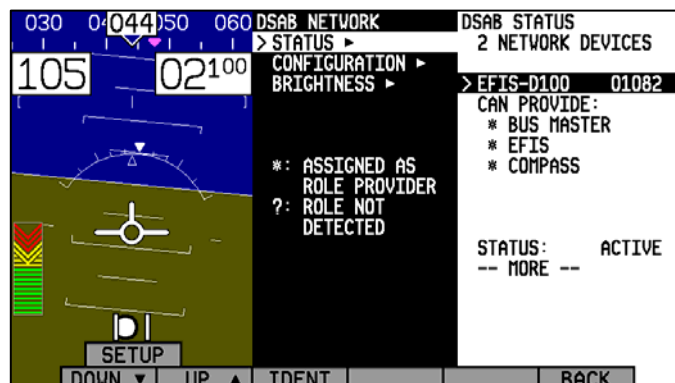 030 04 044 050 060
105 02100
SETUP
DSAB NETWORK
> STATUS ►
CONFIGURATION ►
BRIGHTNESS ►
*: ASSIGNED AS
ROLE PROVIDER
?: ROLE NOT
DETECTED
DSAB STATUS
2 NETWORK DEVICES
> EFIS-D100 01082
CAN PROVIDE:
* BUS MASTER
* EFIS
* COMPASS
STATUS: ACTIVE
-- MORE --
DOWN ▼ UP ▲ IDENT BACK